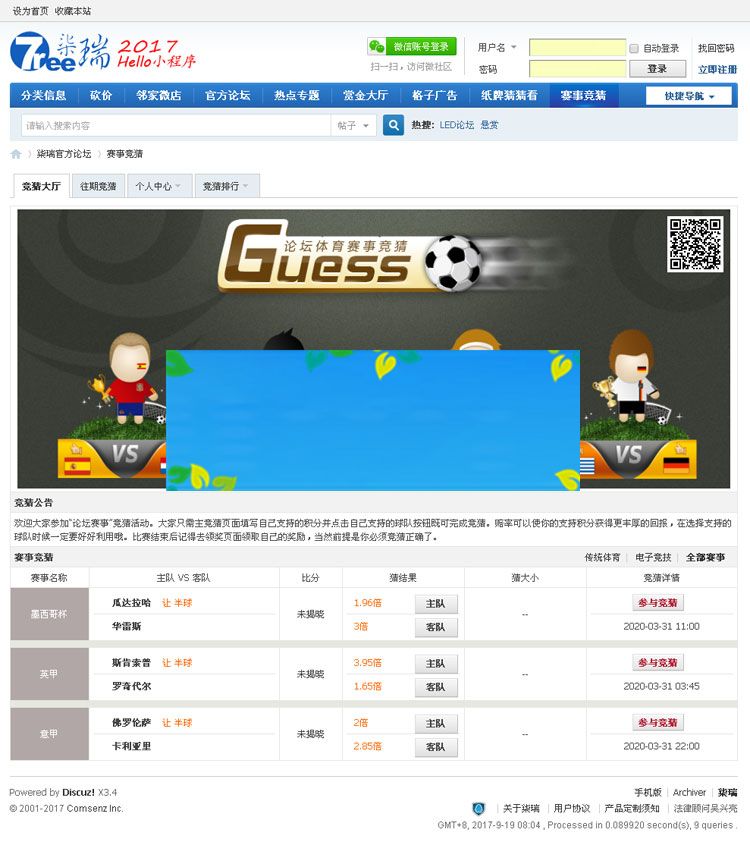 设为首页 收藏本站
7ree 柒瑞 2017
Hello小程序
微信账号登录
扫一扫，访问微社区
用户名 自动登录 找回密码
密码 登录 立即注册
分类信息 砍价 邻家微店 官方论坛 热点专题 赏金大厅 格子广告 纸牌猜猜看 赛事竞猜 快捷导航
请输入搜索内容 帖子 热搜: LED论坛 悬赏
柒瑞官方论坛 赛事竞猜
竞猜大厅 往期竞猜 个人中心 竞猜排行
论坛体育赛事竞猜
Guess
VS VS
竞猜公告
欢迎大家参加"论坛赛事"竞猜活动。大家只需主竞猜页面填写自己支持的积分并点击自己支持的球队按钮既可完成竞猜。赔率可以使你的支持积分获得更丰厚的回报，在选择支持的
球队时候一定要好好利用哦。比赛结束后记得去领奖页面领取自己的奖励，当然前提是你必须竞猜正确了。
赛事竞猜 传统体育 电子竞技 全部赛事
赛事名称 主队 VS 客队 比分 猜结果 猜大小 竞猜详情
墨西哥杯 瓜达拉哈 让 半球 未揭晓 1.96倍 主队 -- 参与竞猜
华雷斯 3倍 客队 2020-03-31 11:00
英甲 斯肯索普 让 半球 未揭晓 3.95倍 主队 -- 参与竞猜
罗奇代尔 1.65倍 客队 2020-03-31 03:45
意甲 佛罗伦萨 让 半球 未揭晓 2倍 主队 -- 参与竞猜
卡利亚里 2.85倍 客队 2020-03-31 22:00
Powered by Discuz! X3.4 手机版 | Archiver | 柒瑞
© 2001-2017 Comsenz Inc. | 关于柒瑞 | 用户协议 | 产品定制须知 | 法律顾问吴兴亮
GMT+8, 2017-9-19 08:04 , Processed in 0.089920 second(s), 9 queries .